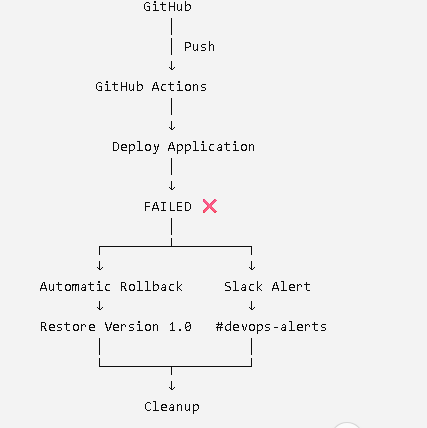 GitHub
Push
GitHub Actions
Deploy Application
FAILED ❌
Automatic Rollback Slack Alert
Restore Version 1.0 #devops-alerts
Cleanup